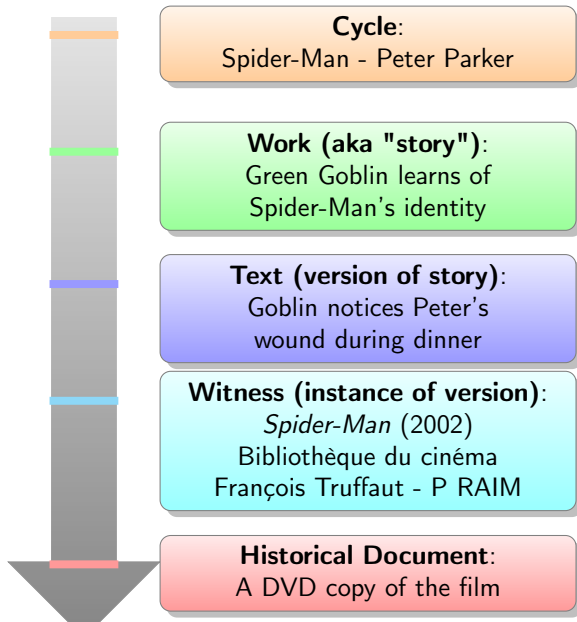 Cycle:
Spider-Man - Peter Parker
Work (aka "story"):
Green Goblin learns of
Spider-Man's identity
Text (version of story):
Goblin notices Peter's
wound during dinner
Witness (instance of version):
Spider-Man (2002)
Bibliothèque du cinéma
François Truffaut - P RAIM
Historical Document:
A DVD copy of the film